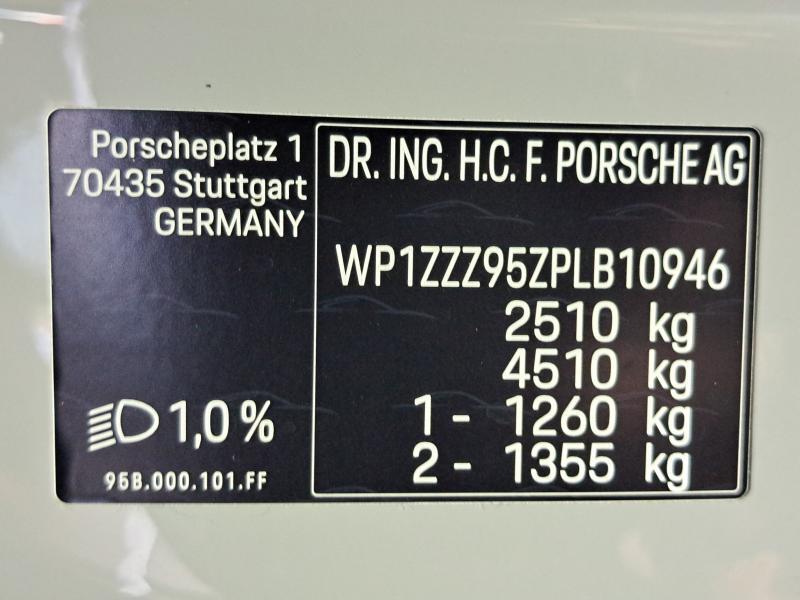 Porscheplatz 1
70435 Stuttgart
GERMANY
1,0 %
95B.000.101.FF
DR. ING. H.C. F. PORSCHE AG
WP1ZZZ95ZPLB10946
2510 kg
4510 kg
1 - 1260 kg
2 - 1355 kg